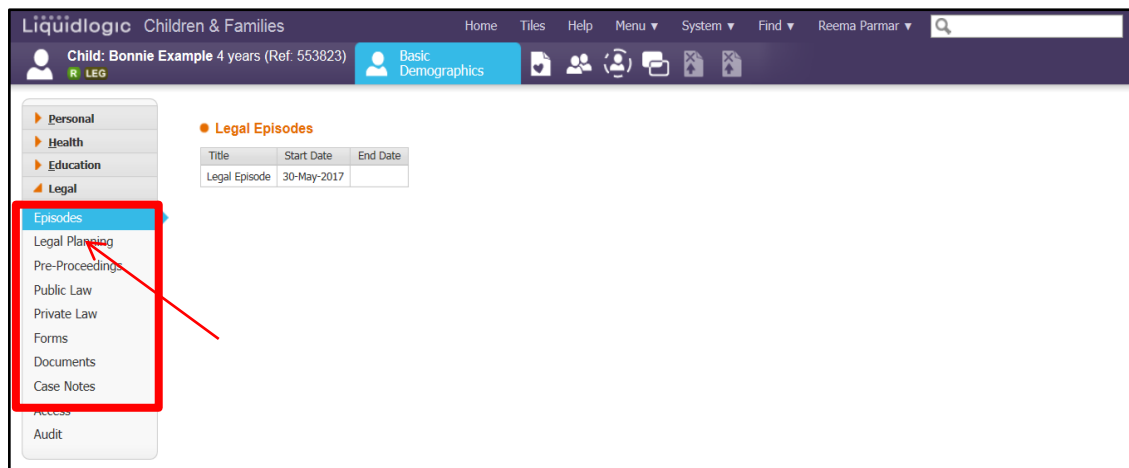 Liquidlogic Children & Families Home Tiles Help Menu ▼ System ▼ Find ▼ Reema Parmar ▼
Child: Bonnie Example 4 years (Ref: 553823)
R LEG
Basic
Demographics
Personal
Health
Education
Legal
Episodes
Legal Planning
Pre-Proceedings
Public Law
Private Law
Forms
Documents
Case Notes
Access
Audit
Legal Episodes
Title Start Date End Date
Legal Episode 30-May-2017